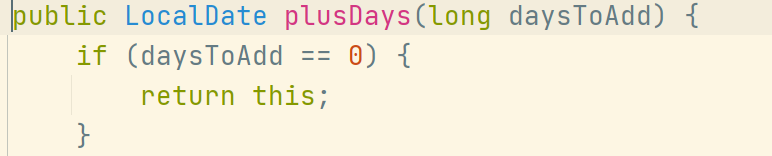 public LocalDate plusDays(long daysToAdd) {
    if (daysToAdd == 0) {
        return this;
    }